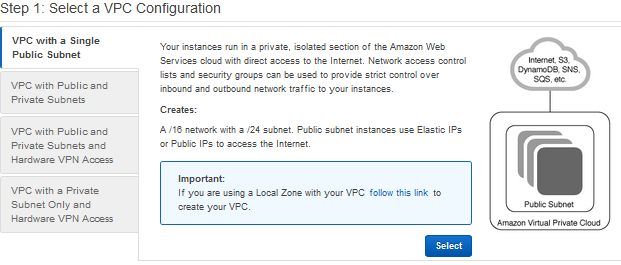 Step 1: Select a VPC Configuration
VPC with a Single
Public Subnet
VPC with Public and
Private Subnets
VPC with Public and
Private Subnets and
Hardware VPN Access
VPC with a Private
Subnet Only and
Hardware VPN Access
Your instances run in a private, isolated section of the Amazon Web
Services cloud with direct access to the Internet. Network access control
lists and security groups can be used to provide strict control over
inbound and outbound network traffic to your instances.
Creates:
A /16 network with a /24 subnet. Public subnet instances use Elastic IPs
or Public IPs to access the Internet.
Important:
If you are using a Local Zone with your VPC follow this link to
create your VPC.
Select
Internet, S3,
DynamoDB, SNS,
SQS, etc.
Public Subnet
Amazon Virtual Private Cloud